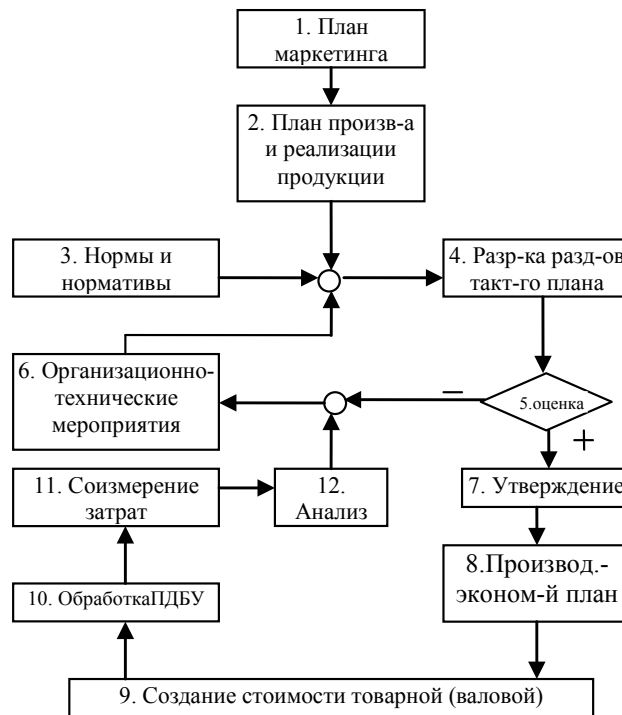 1. План
маркетинга
2. План произв-а
и реализации
продукции
3. Нормы и
нормативы
4. Разр-ка разд-ов
такт-го плана
6. Организационно-
технические
мероприятия
–
5.оценка
+
11. Соизмерение
затрат
12.
Анализ
7. Утверждение
8.Производ.-
эконом-й план
10. ОбработкаПДБУ
9. Создание стоимости товарной (валовой)